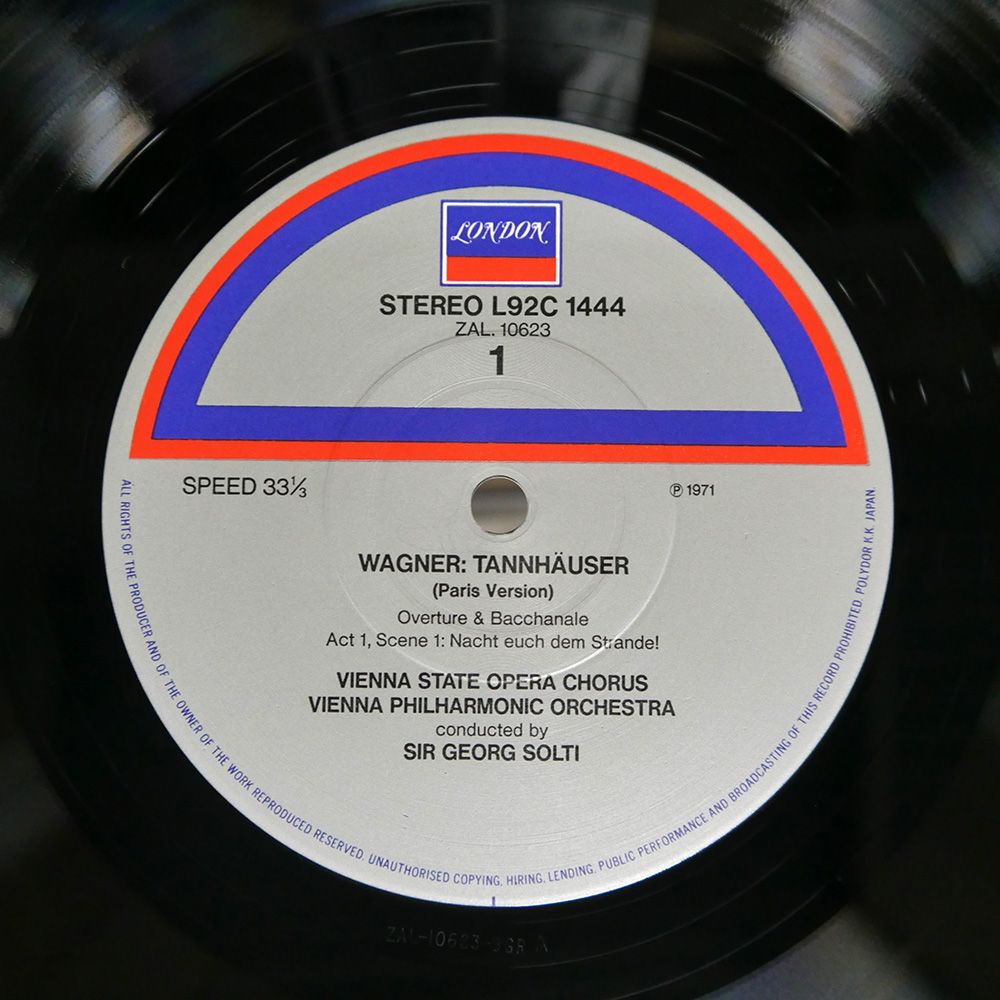 LONDON
STEREO L92C 1444
ZAL. 10623
1
SPEED 33⅓
Ⓟ 1971
WAGNER: TANNHÄUSER
(Paris Version)
Overture & Bacchanale
Act 1, Scene 1: Nacht euch dem Strande!
VIENNA STATE OPERA CHORUS
VIENNA PHILHARMONIC ORCHESTRA
conducted by
SIR GEORG SOLTI
ALL RIGHTS OF THE PRODUCER AND OF THE OWNER OF THE WORK REPRODUCED RESERVED. UNAUTHORISED COPYING, HIRING, LENDING, PUBLIC PERFORMANCE AND BROADCASTING OF THIS RECORD PROHIBITED. POLYDOR K.K. JAPAN.